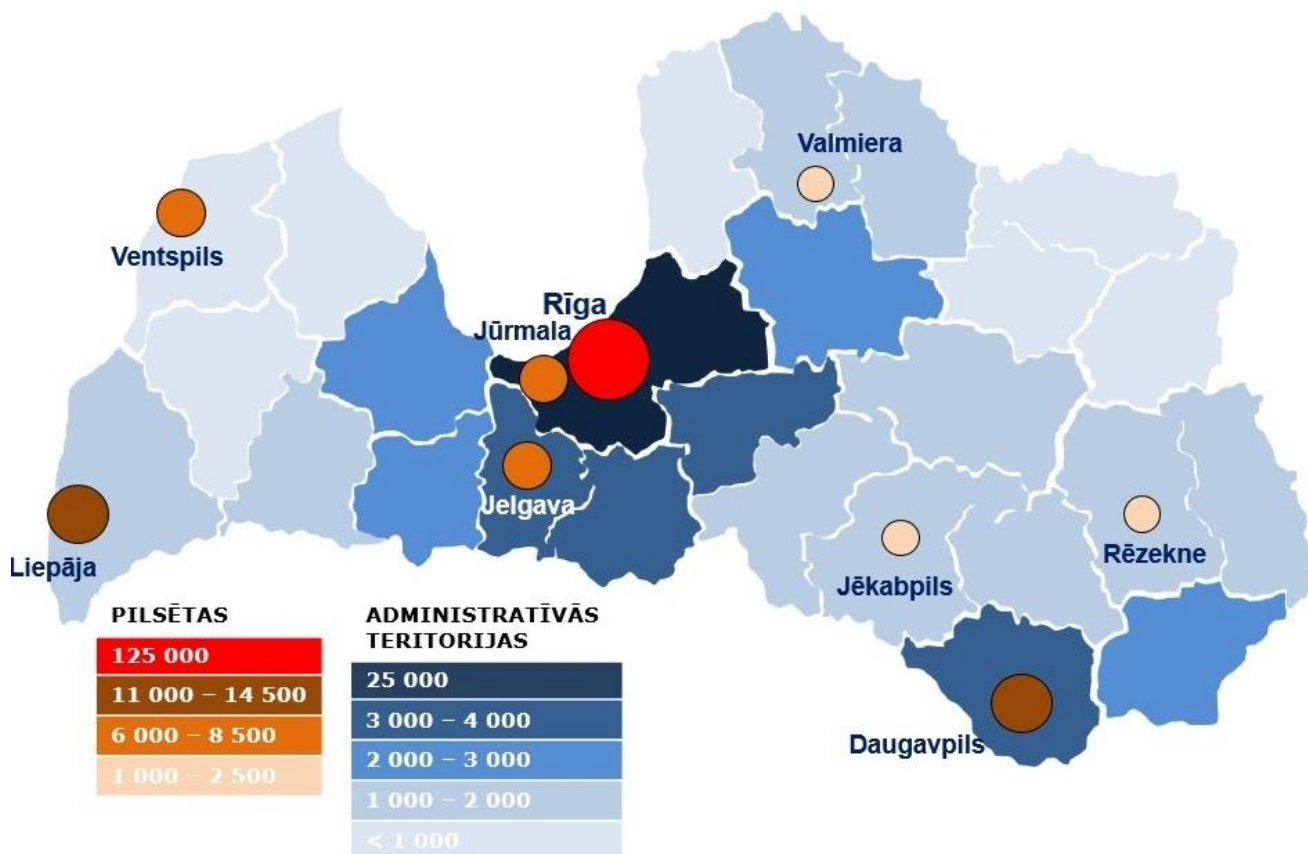 Valmiera
Ventspils
Rīga
Jūrmala
Jelgava
Liepāja
Jēkabpils
Rēzekne
Daugavpils
PILSĒTAS
125 000
11 000 – 14 500
6 000 – 8 500
1 000 – 2 500
ADMINISTRATĪVĀS
TERITORIJAS
25 000
3 000 – 4 000
2 000 – 3 000
1 000 – 2 000
< 1 000